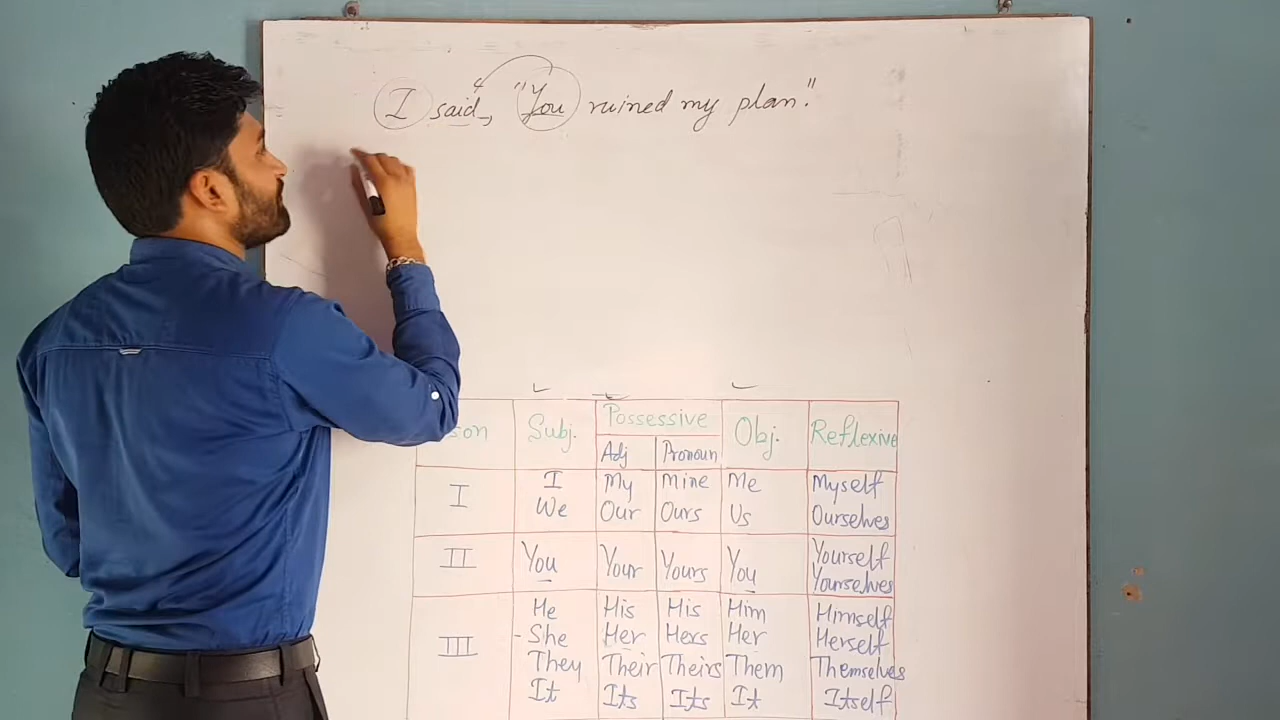 I said, "You ruined my plan."
son Subj. Possessive Obj. Reflexive
Adj Pronoun
I I My Mine Me Myself
We Our Ours Us Ourselves
II You Your Yours You Yourself
Yourselves
He His His Him Himself
III She Her Hers Her Herself
They Their Theirs Them Themselves
It Its Its It Itself